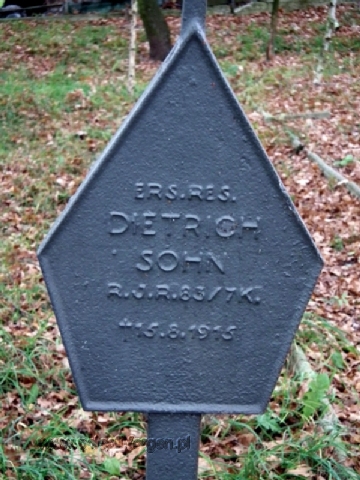 ERS.RES.
DIETRICH
SOHN
R.J.R.83/7K.
+15.8.1915